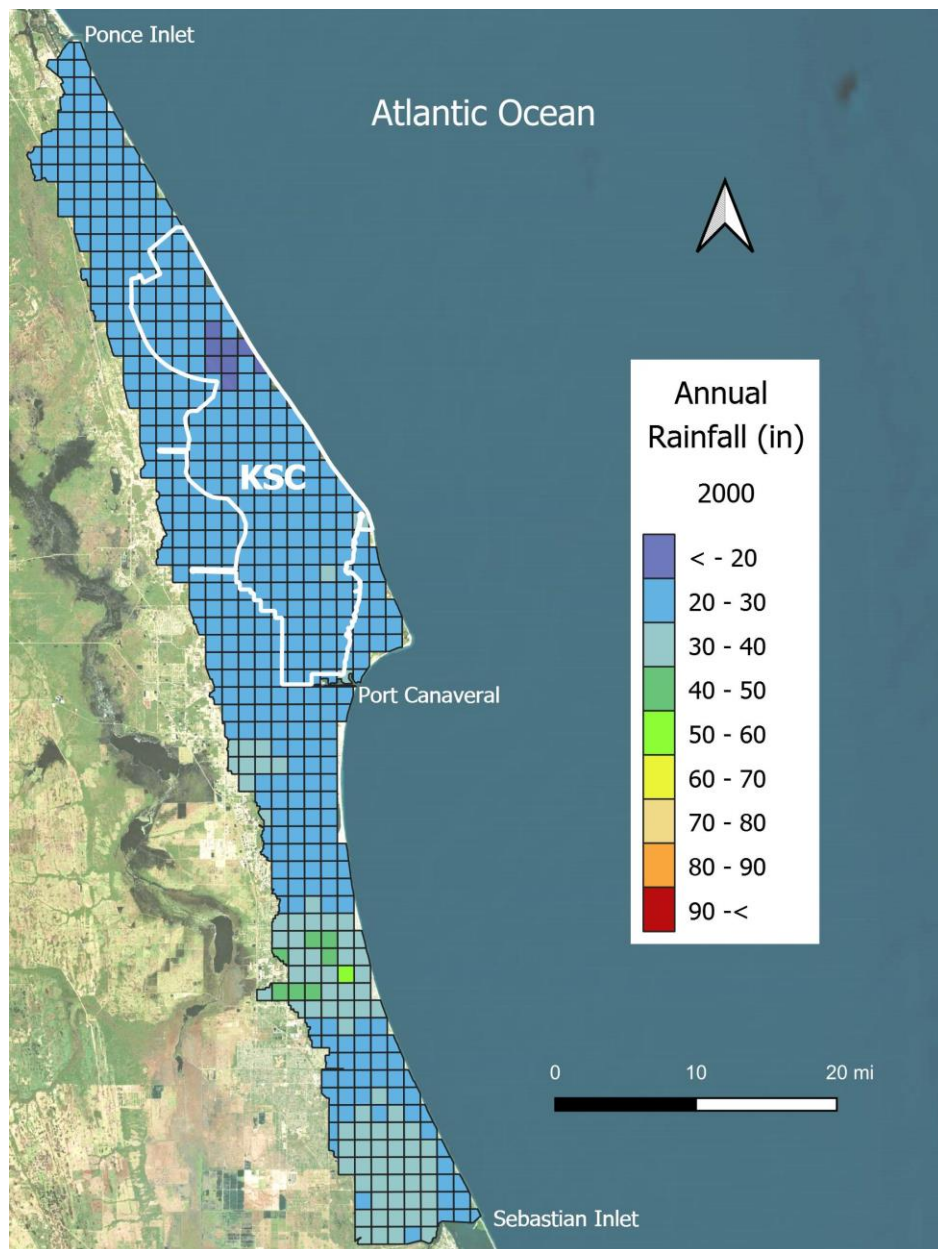 Ponce Inlet
Atlantic Ocean
Annual
Rainfall (in)
2000
< - 20
20 - 30
30 - 40
40 - 50
50 - 60
60 - 70
70 - 80
80 - 90
90 -<
KSC
Port Canaveral
0 10 20 mi
Sebastian Inlet